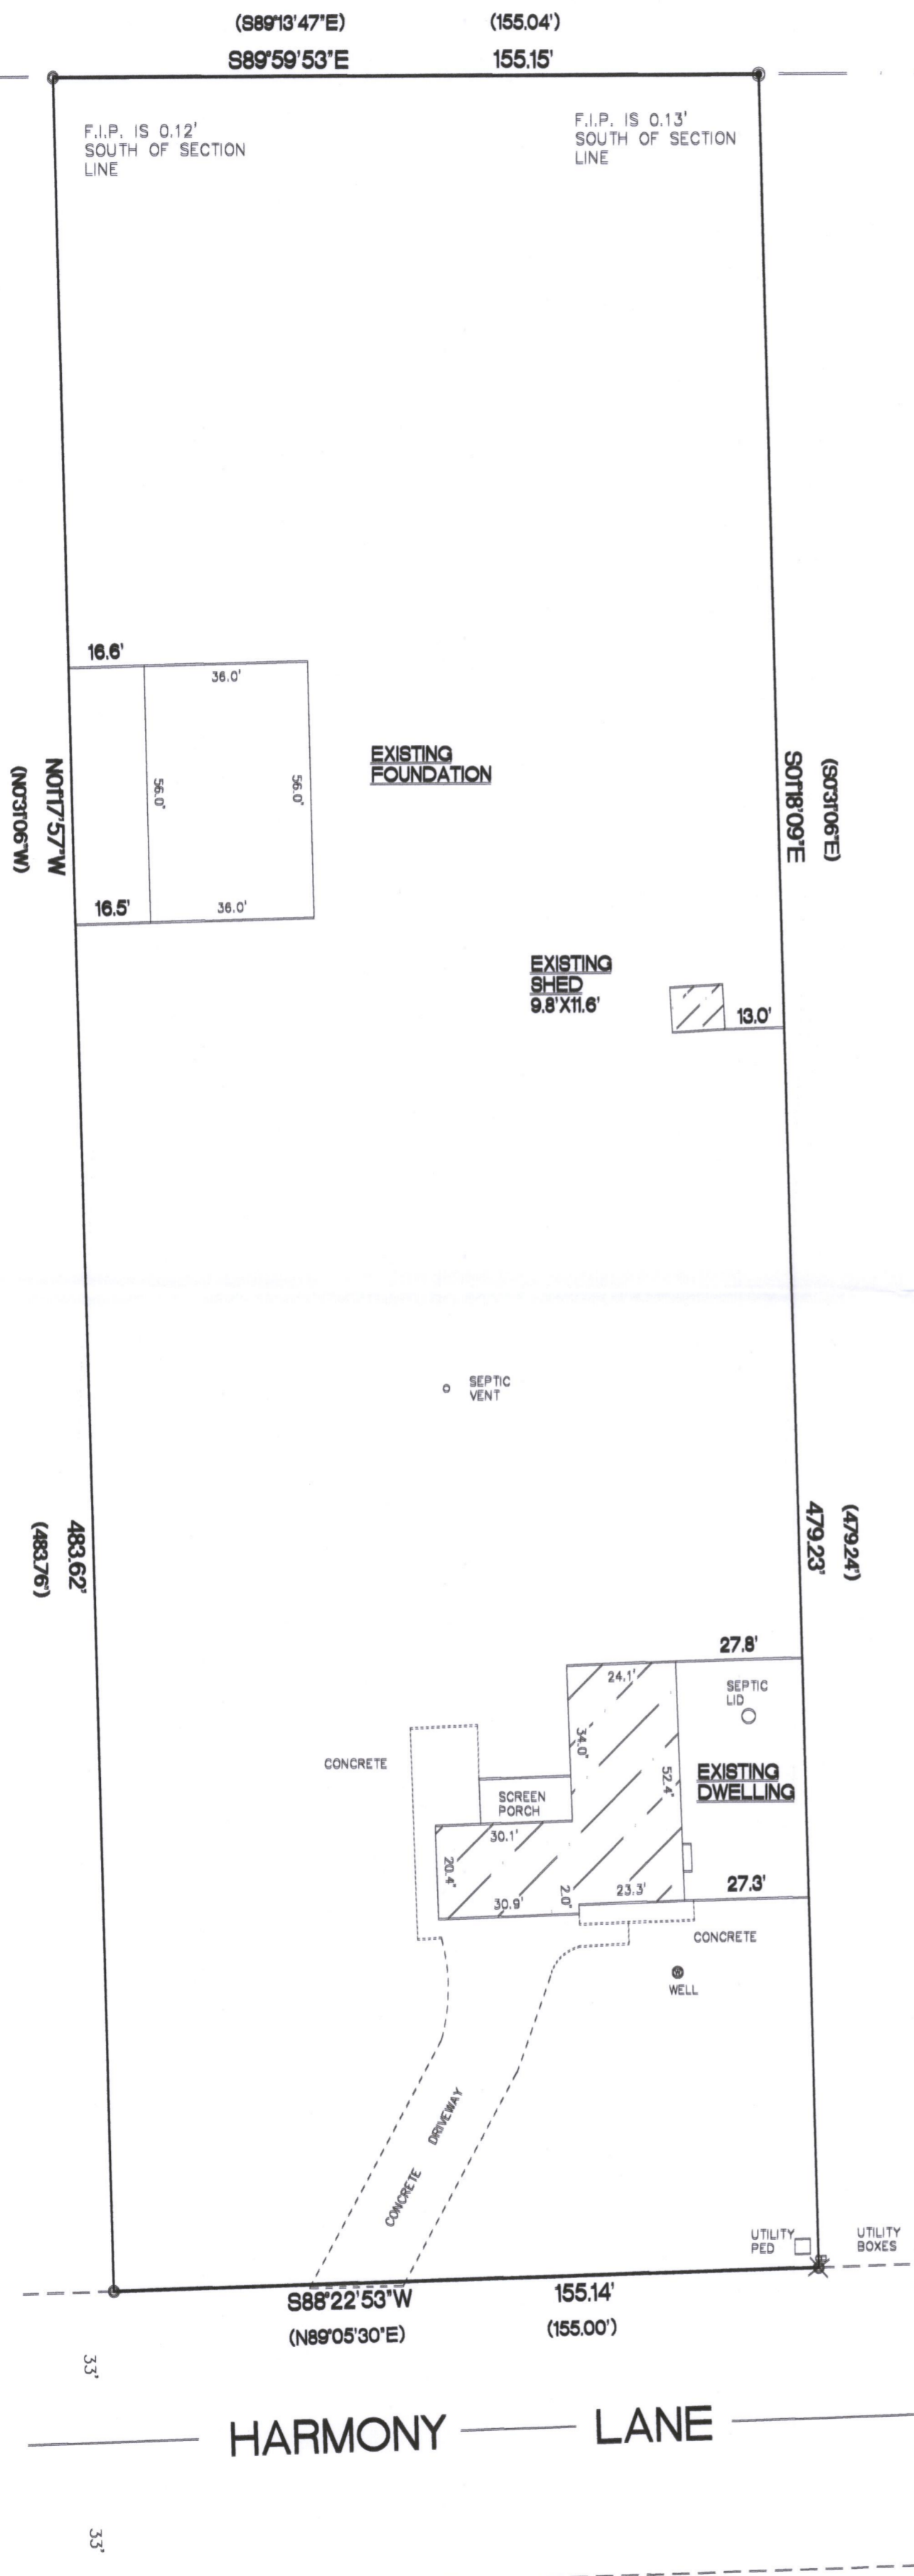 (S89°13'47"E) (155.04')
S89°59'53"E 155.15'
F.I.P. IS 0.12'
SOUTH OF SECTION
LINE
F.I.P. IS 0.13'
SOUTH OF SECTION
LINE
16.6'
36.0'
56.0'
56.0'
EXISTING
FOUNDATION
N01°17'57"W
(N0°31'06"W)
S01°18'09"E
(S0°31'06"E)
16.5'
36.0'
EXISTING
SHED
9.8'X11.6'
13.0'
SEPTIC
VENT
483.62'
(483.76')
479.23'
(479.24')
27.8'
24.1'
SEPTIC
LID
34.0'
52.4'
CONCRETE
EXISTING
DWELLING
SCREEN
PORCH
30.1'
20.4'
30.9'
2.0'
23.3'
27.3'
CONCRETE
WELL
CONCRETE DRIVEWAY
UTILITY
PED
UTILITY
BOXES
S88°22'53"W 155.14'
(N89°05'30"E) (155.00')
33'
HARMONY LANE
33'